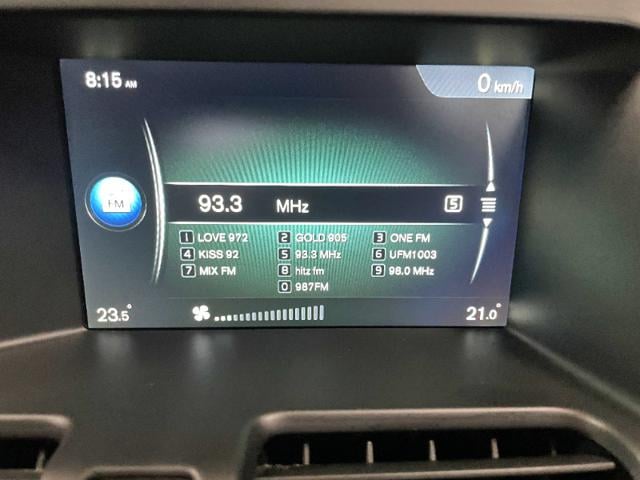 8:15 AM
0 km/h
FM
93.3 MHz 5
1 LOVE 972 2 GOLD 905 3 ONE FM
4 KISS 92 5 93.3 MHz 6 UFM1003
7 MIX FM 8 hitz fm 9 98.0 MHz
0 987FM
23.5° 21.0°